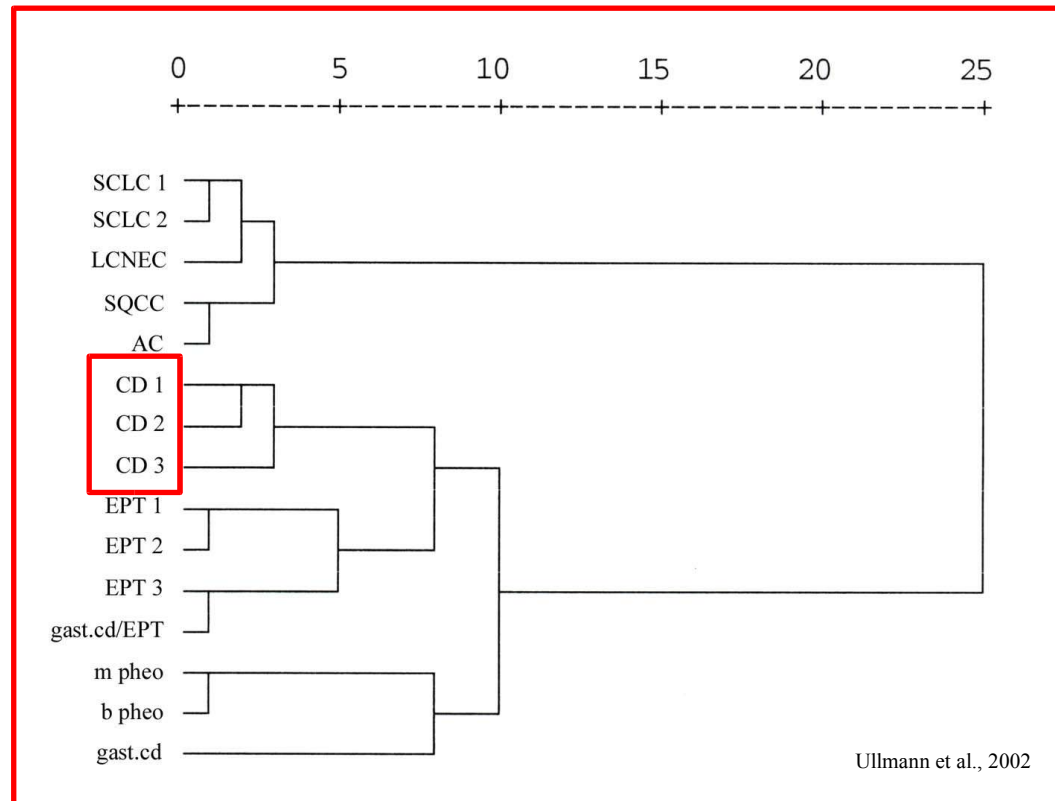 0 5 10 15 20 25
+---------+---------+---------+---------+---------+
SCLC 1
SCLC 2
LCNEC
SQCC
AC
CD 1
CD 2
CD 3
EPT 1
EPT 2
EPT 3
gast.cd/EPT
m pheo
b pheo
gast.cd
Ullmann et al., 2002